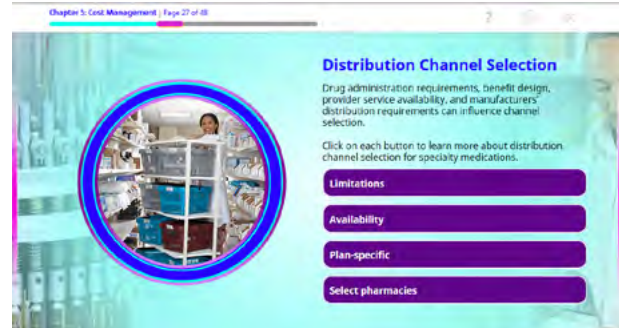 Chapter 5: Cost Management | Page 27 of 48
?
Distribution Channel Selection
Drug administration requirements, benefit design,
provider service availability, and manufacturers'
distribution requirements can influence channel
selection.
Click on each button to learn more about distribution
channel selection for specialty medications.
Limitations
Availability
Plan-specific
Select pharmacies